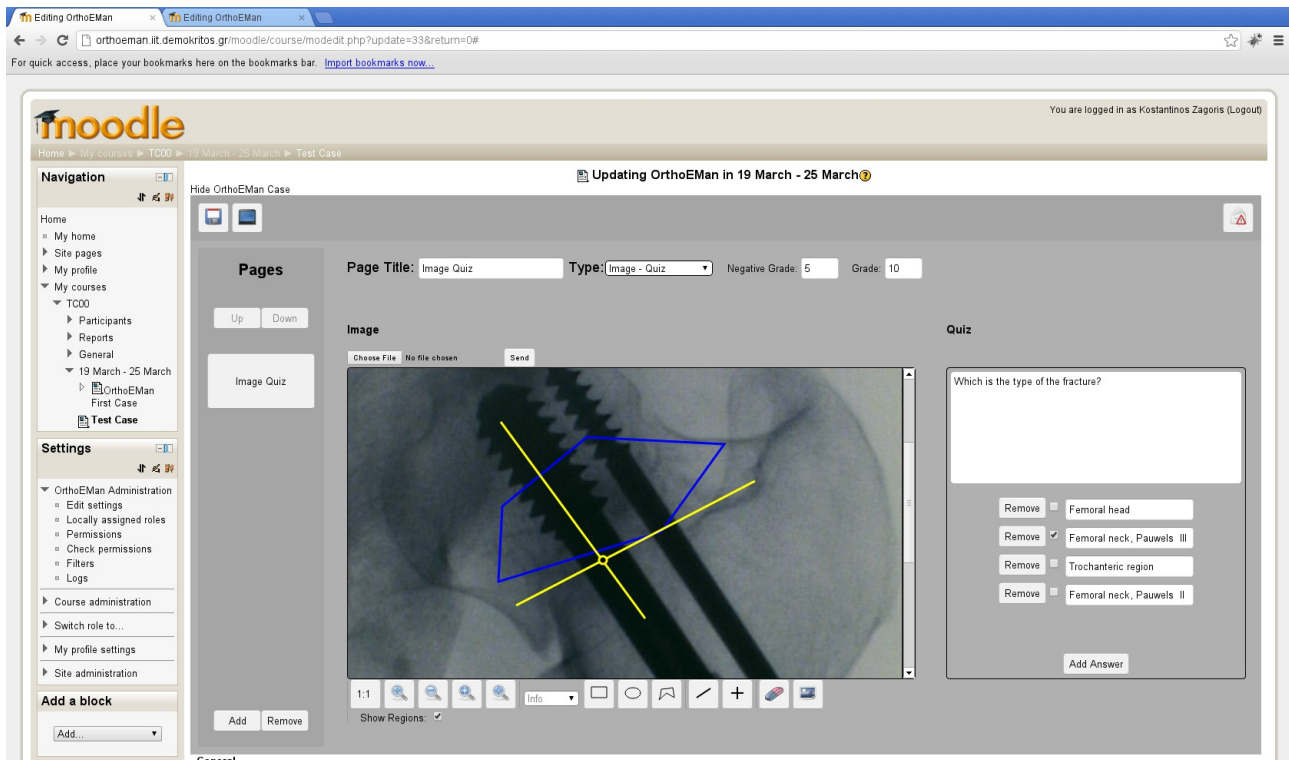 Editing OrthoEMan
Editing OrthoEMan
orthoeman.iit.demokritos.gr/moodle/course/modedit.php?update=33&return=0#
For quick access, place your bookmarks here on the bookmarks bar. Import bookmarks now...
moodle
You are logged in as Kostantinos Zagoris (Logout)
Home ► My courses ► TC00 ► 19 March - 25 March ► Test Case
Navigation
Home
My home
Site pages
My profile
My courses
TC00
Participants
Reports
General
19 March - 25 March
OrthoEMan
First Case
Test Case
Settings
OrthoEMan Administration
Edit settings
Locally assigned roles
Permissions
Check permissions
Filters
Logs
Course administration
Switch role to...
My profile settings
Site administration
Add a block
Add...
Updating OrthoEMan in 19 March - 25 March
Hide OrthoEMan Case
Pages
Up Down
Image Quiz
Add Remove
Page Title: Image Quiz Type: Image - Quiz Negative Grade: 5 Grade: 10
Image
Choose File No file chosen Send
1:1 Info
Show Regions:
Quiz
Which is the type of the fracture?
Remove Femoral head
Remove Femoral neck, Pauwels III
Remove Trochanteric region
Remove Femoral neck, Pauwels II
Add Answer
General